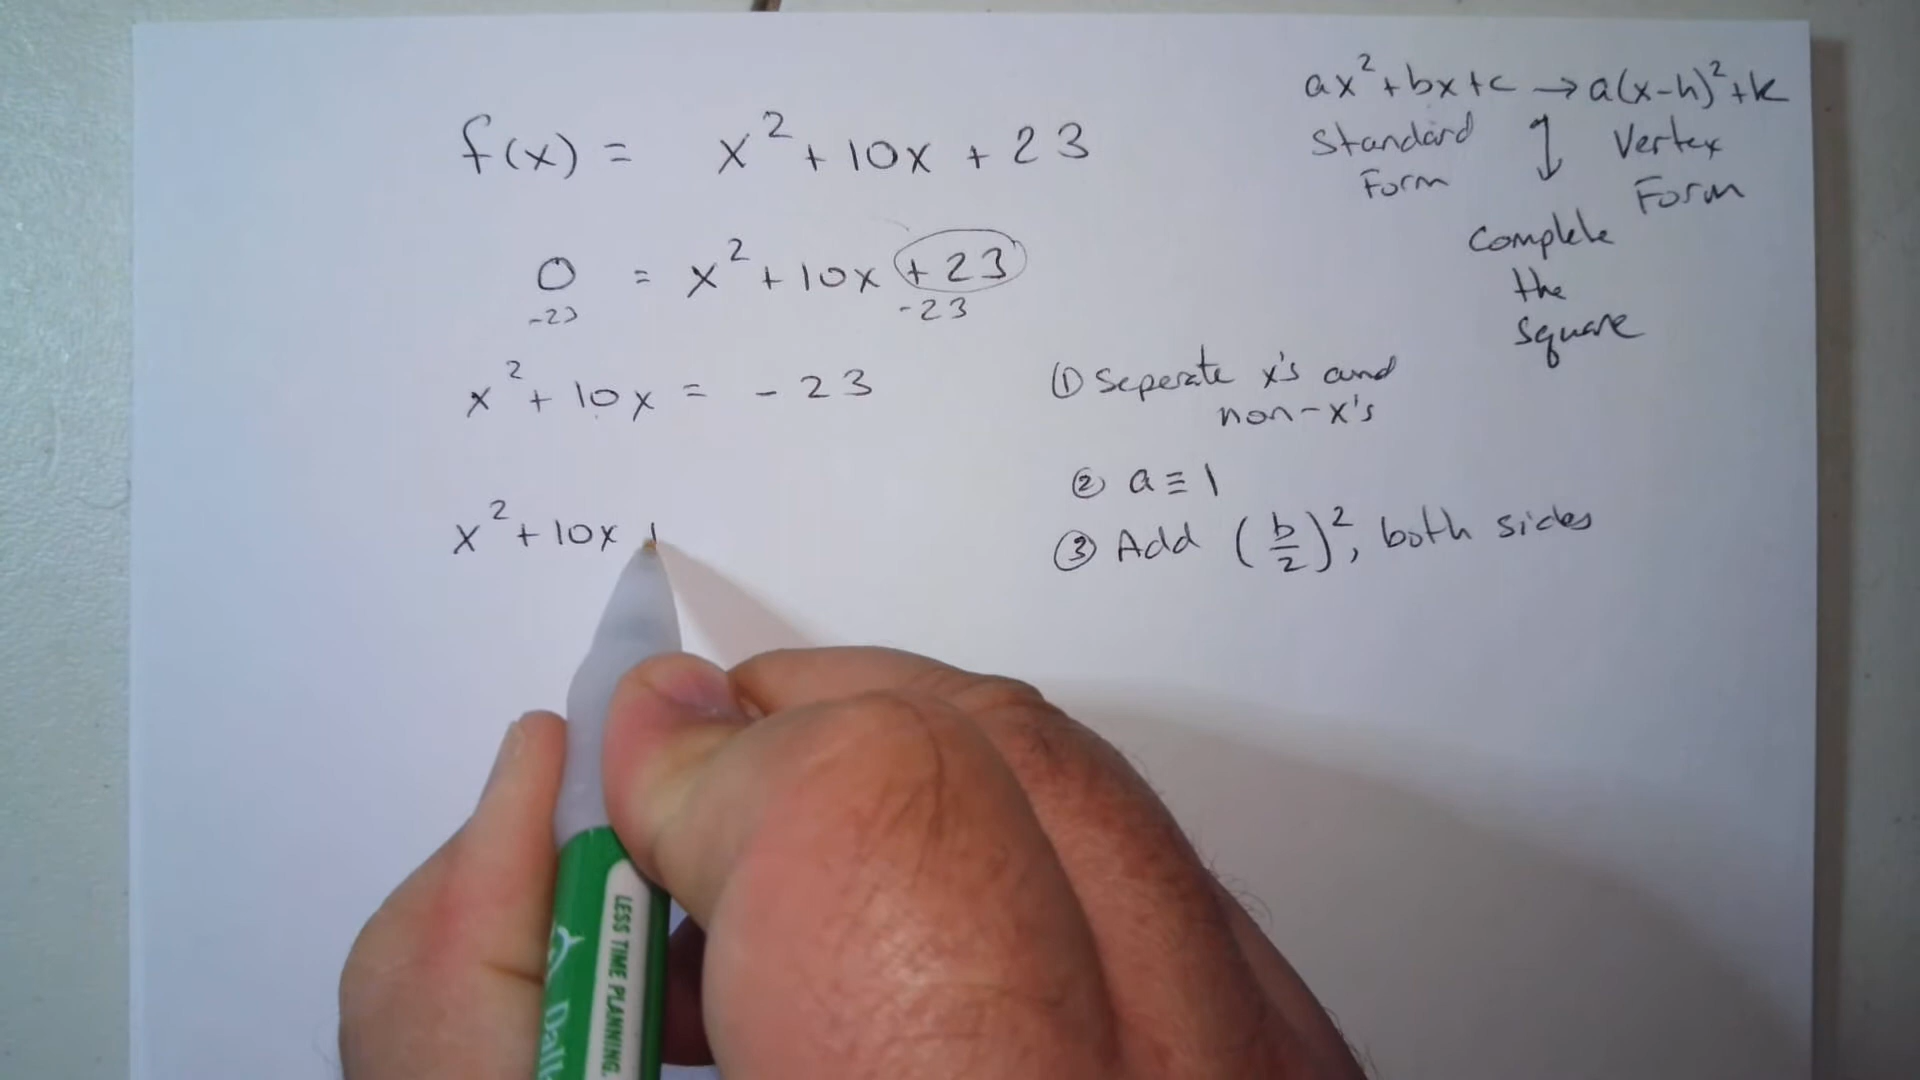 f(x) = x² + 10x + 23
0 = x² + 10x + 23
-23 -23
x² + 10x = -23
x² + 10x
ax² + bx + c → a(x-h)² + k
Standard Form
Vertex Form
Complete
the
square
① Seperate x's and
non-x's
② a ≡ 1
③ Add (b/2)², both sides
LESS TIME PLANNING.